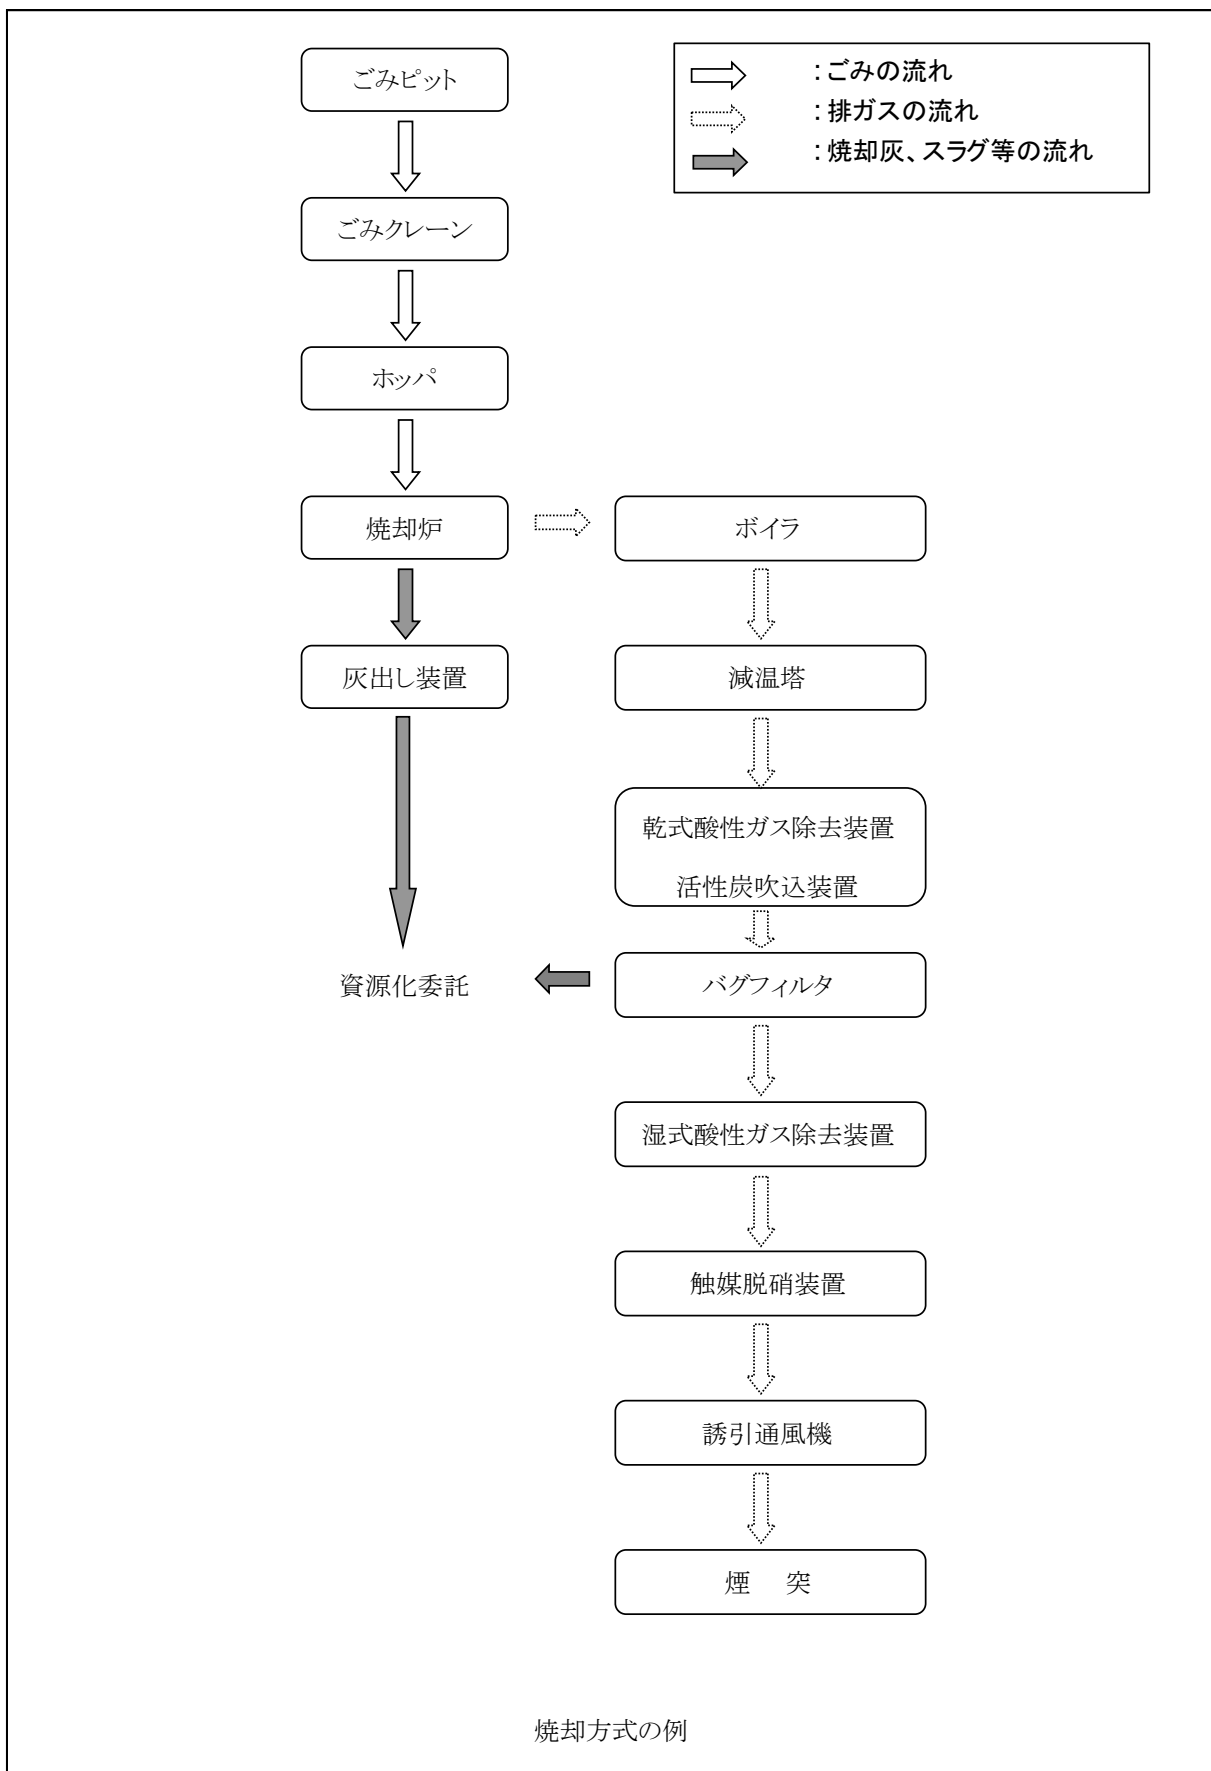 ごみピット
：ごみの流れ
：排ガスの流れ
：焼却灰、スラグ等の流れ
ごみクレーン
ホッパ
焼却炉
ボイラ
灰出し装置
減温塔
乾式酸性ガス除去装置
活性炭吹込装置
資源化委託
バグフィルタ
湿式酸性ガス除去装置
触媒脱硝装置
誘引通風機
煙　突
焼却方式の例